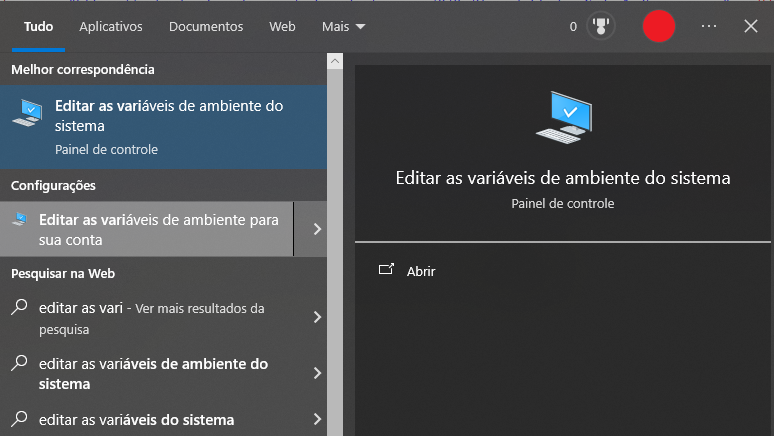 Tudo
Aplicativos
Documentos
Web
Mais
0
Melhor correspondência
Editar as variáveis de ambiente do
sistema
Painel de controle
Configurações
Editar as variáveis de ambiente para
sua conta
Pesquisar na Web
editar as vari - Ver mais resultados da
pesquisa
editar as variáveis de ambiente do
sistema
editar as variáveis do sistema
Editar as variáveis de ambiente do sistema
Painel de controle
Abrir